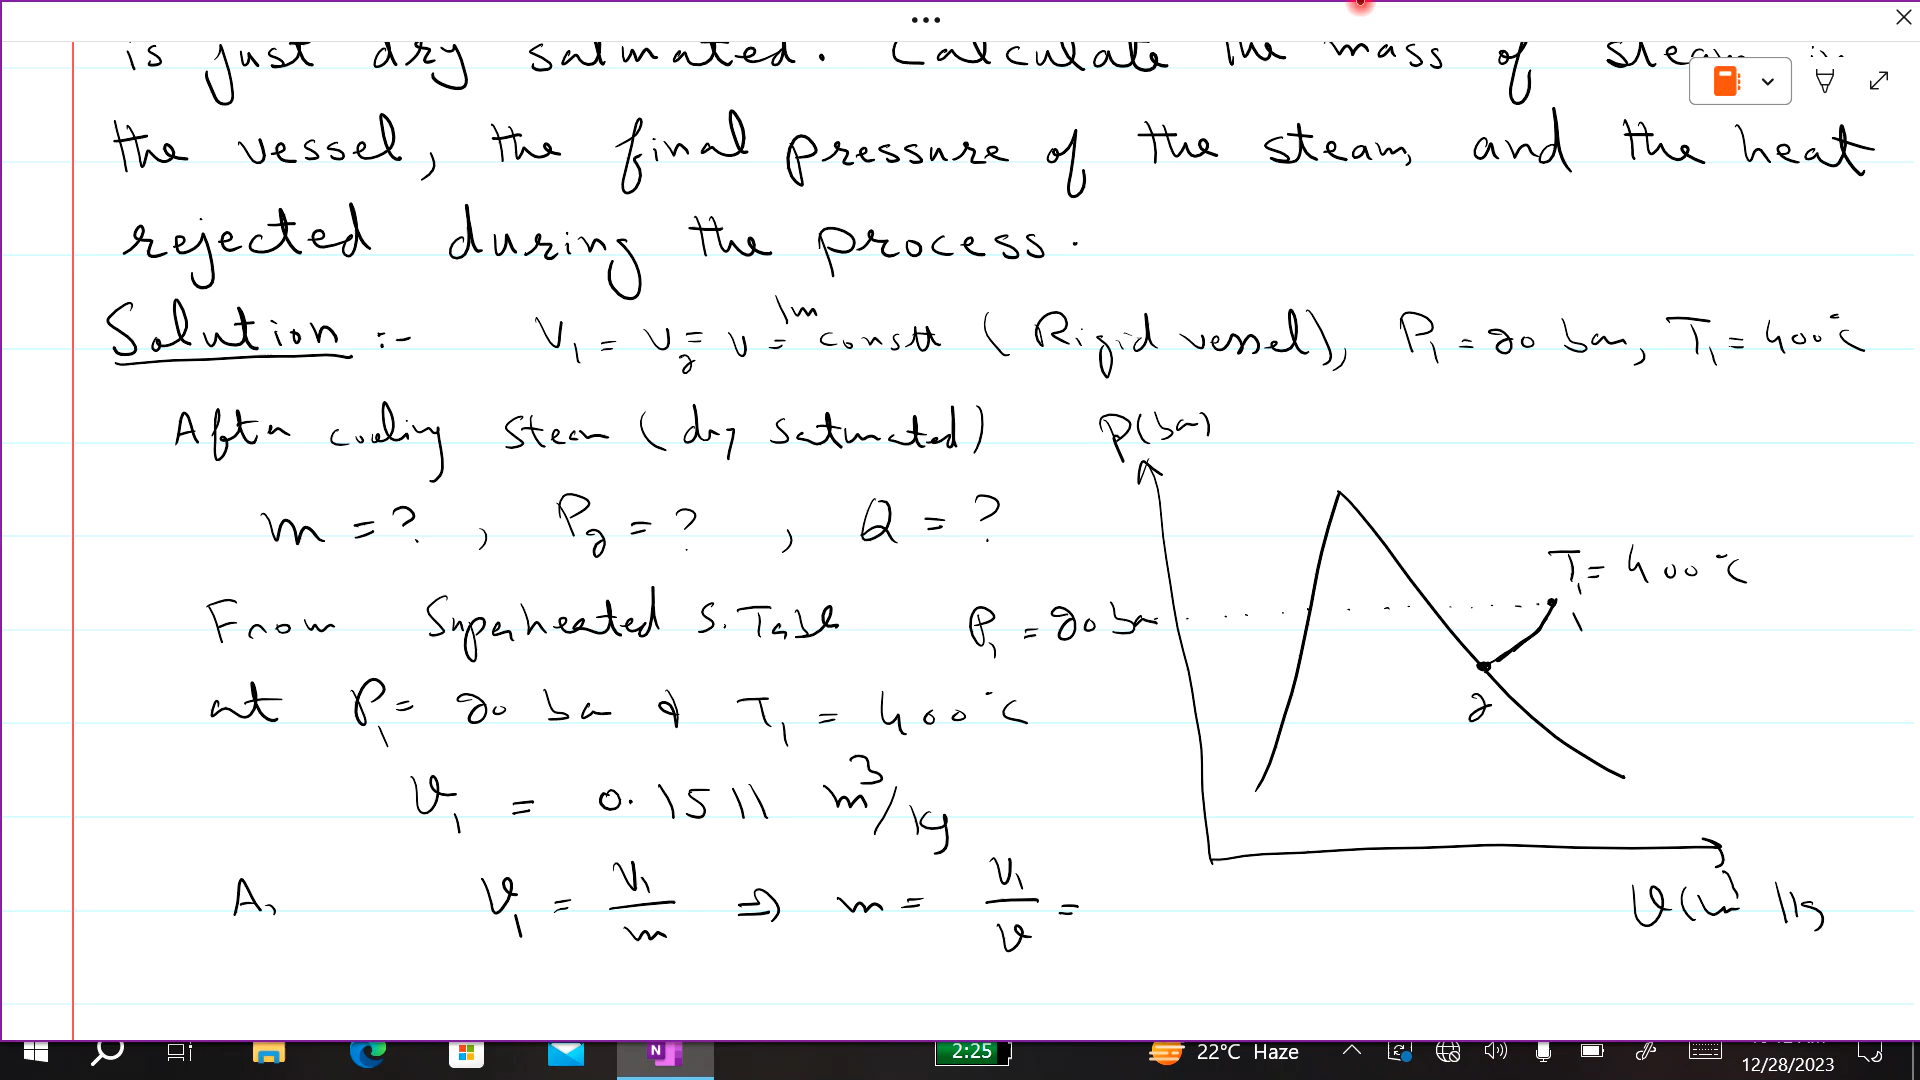 is just dry saturated. Calculate the mass of steam in
the vessel, the final pressure of the steam, and the heat
rejected during the process.
Solution :- V₁ = V₂ = V = 1m³ constt (Rigid vessel), P₁ = 20 bar, T₁ = 400°C
After cooling steam (dry saturated)
P(bar)
m = ? , P₂ = ? , Q = ?
T₁ = 400°C
1
From Superheated S. Table
P₁ = 20 bar
at P₁ = 20 bar & T₁ = 400°C
2
v₁ = 0.1511 m³/kg
As v₁ = V₁/m ⇒ m = V₁/v =
v(m³/kg
2:25
22°C Haze
12/28/2023